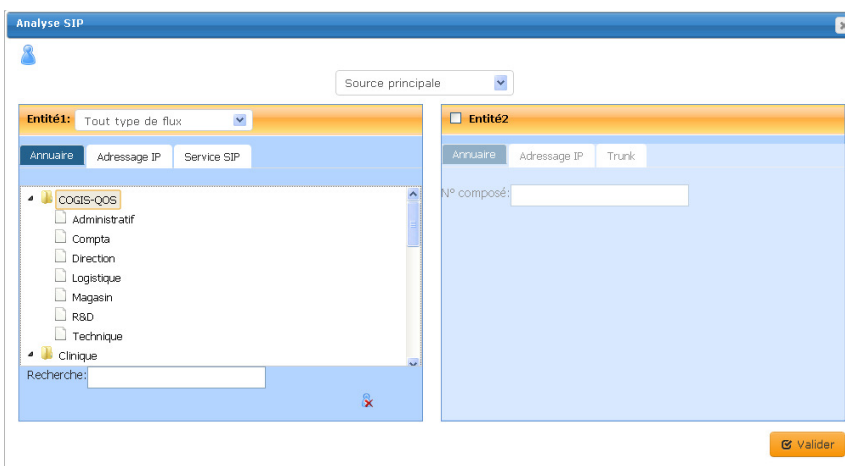 Analyse SIP
Source principale
Entité1: Tout type de flux
Annuaire Adressage IP Service SIP
COGIS-QOS
Administratif
Compta
Direction
Logistique
Magasin
R&D
Technique
Clinique
Recherche:
Entité2
Annuaire Adressage IP Trunk
N° composé:
Valider